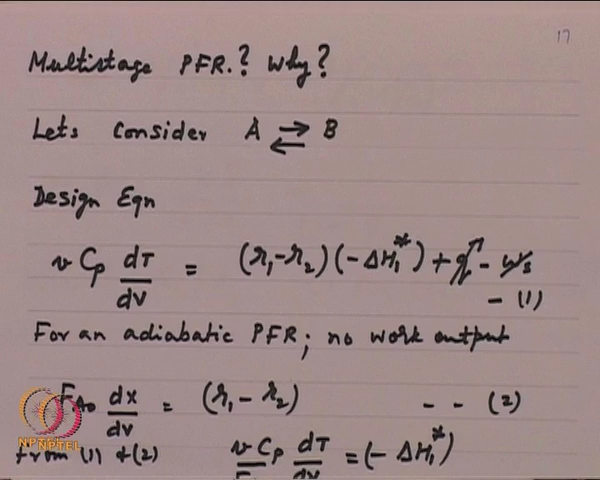 17
Multistage PFR.? Why?
Lets Consider A ⇌ B
Design Eqn
v Cp dT/dV = (r1-r2)(-ΔH1*) + q - Ws
- (1)
For an adiabatic PFR; no work output
FA0 dx/dV = (r1 - r2) - - (2)
From (1) & (2) v Cp dT/dV = (-ΔH1*)
NPTEL
NPTEL